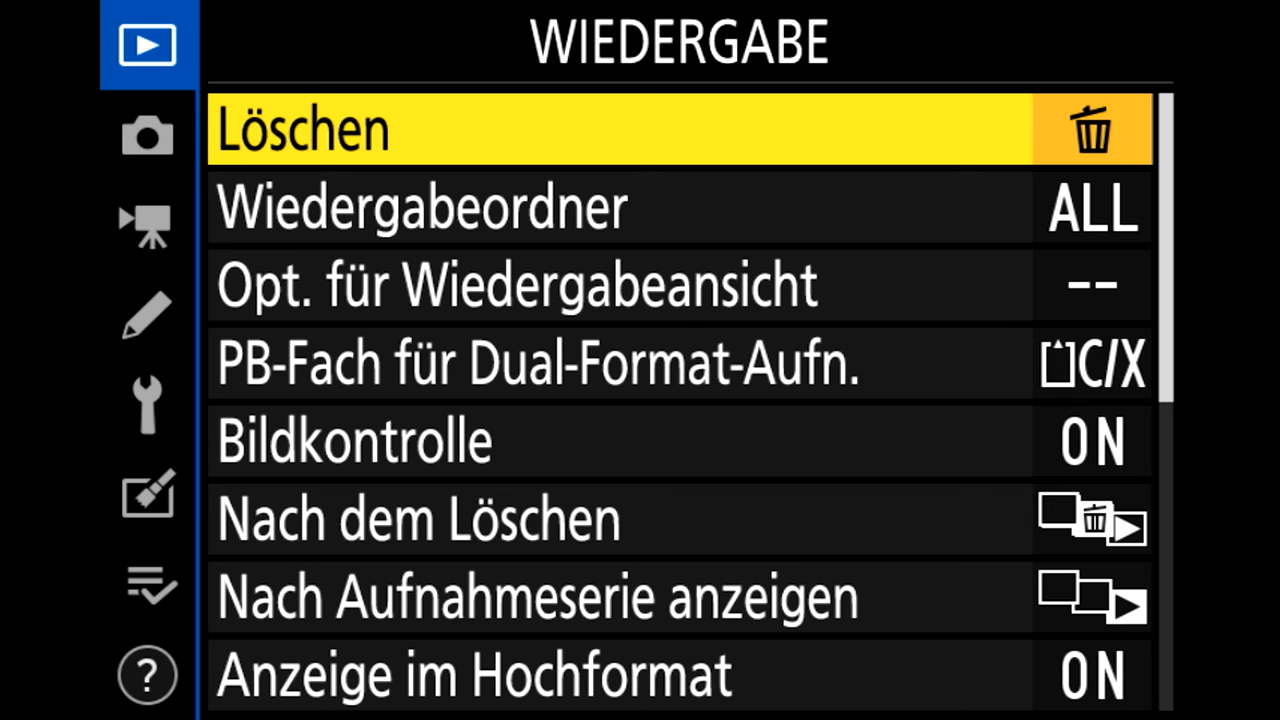 WIEDERGABE
Löschen
Wiedergabeordner ALL
Opt. für Wiedergabeansicht --
PB-Fach für Dual-Format-Aufn. C/X
Bildkontrolle ON
Nach dem Löschen
Nach Aufnahmeserie anzeigen
Anzeige im Hochformat ON
?